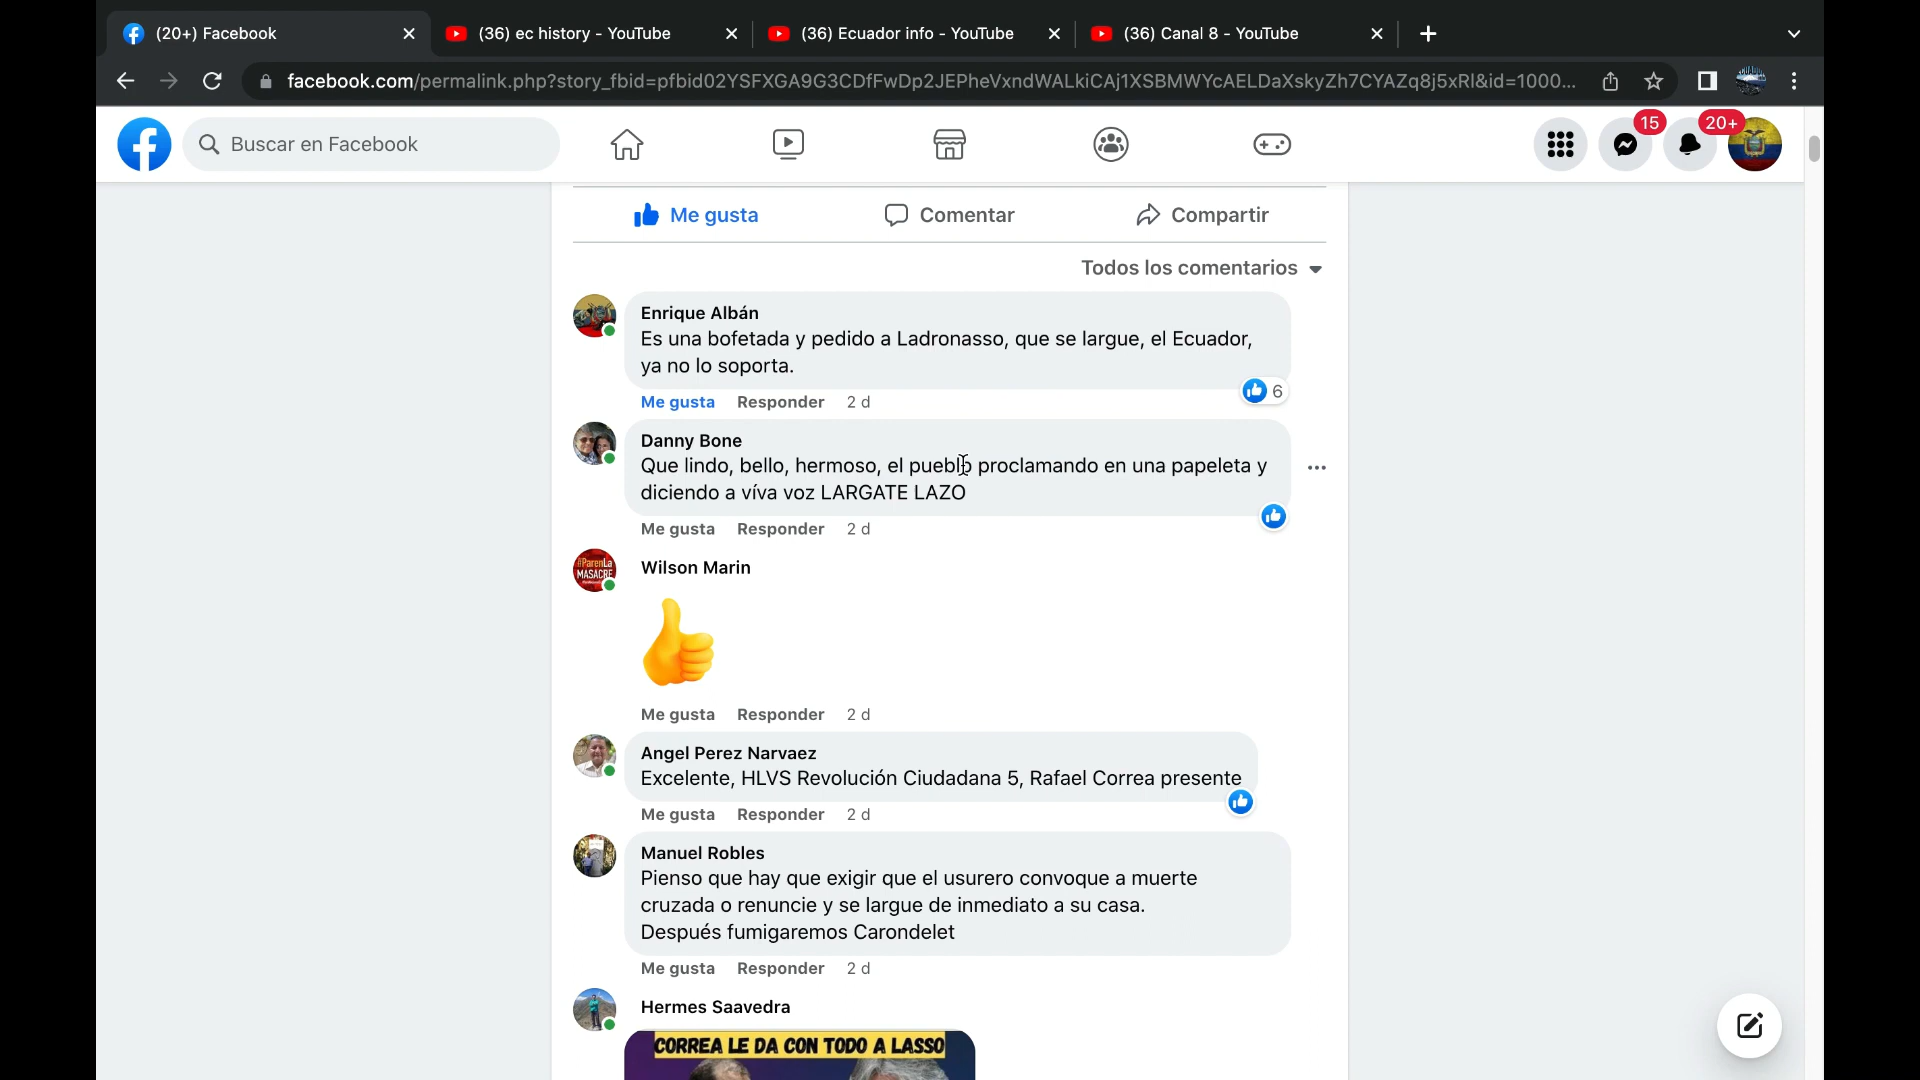 (20+) Facebook
(36) ec history - YouTube
(36) Ecuador info - YouTube
(36) Canal 8 - YouTube
facebook.com/permalink.php?story_fbid=pfbid02YSFXGA9G3CDfFwDp2JEPheVxndWALkiCAj1XSBMWYcAELDaXskyZh7CYAZq8j5xRl&id=1000...
Buscar en Facebook
15
20+
Me gusta
Comentar
Compartir
Todos los comentarios
Enrique Albán
Es una bofetada y pedido a Ladronasso, que se largue, el Ecuador,
ya no lo soporta.
6
Me gusta Responder 2 d
Danny Bone
Que lindo, bello, hermoso, el pueblo proclamando en una papeleta y
diciendo a víva voz LARGATE LAZO
Me gusta Responder 2 d
#ParenLa
MASACRE
Wilson Marin
Me gusta Responder 2 d
Angel Perez Narvaez
Excelente, HLVS Revolución Ciudadana 5, Rafael Correa presente
Me gusta Responder 2 d
Manuel Robles
Pienso que hay que exigir que el usurero convoque a muerte
cruzada o renuncie y se largue de inmediato a su casa.
Después fumigaremos Carondelet
Me gusta Responder 2 d
Hermes Saavedra
CORREA LE DA CON TODO A LASSO